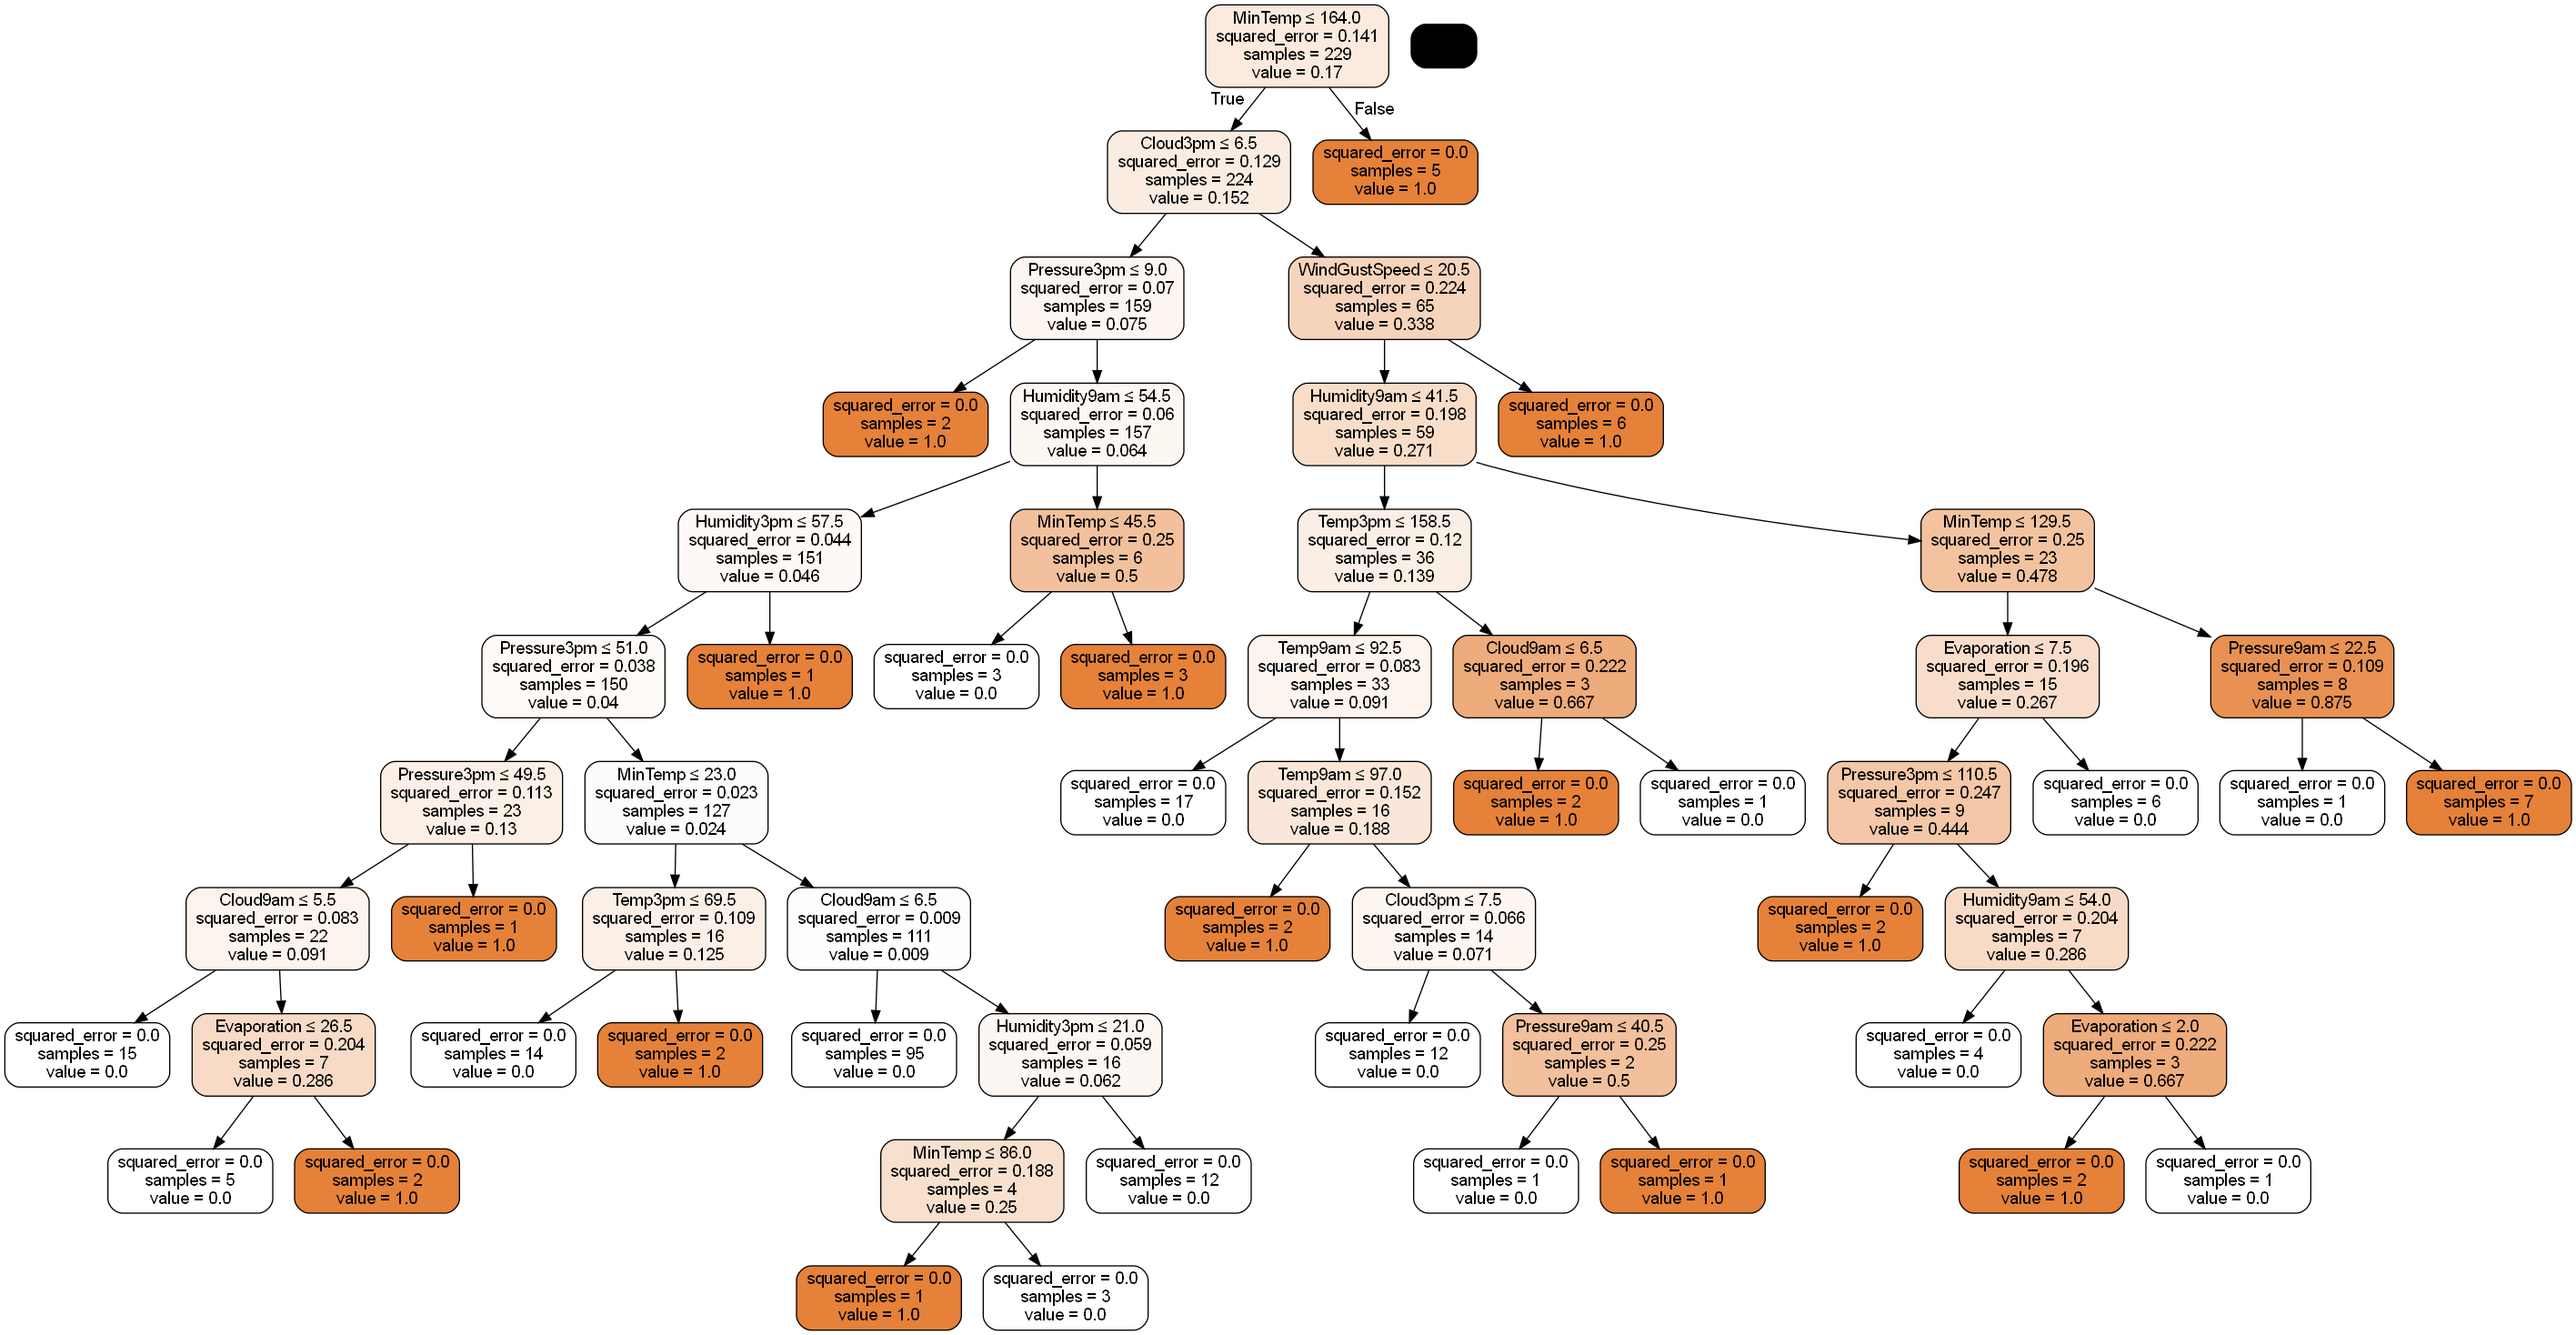 MinTemp ≤ 164.0
squared_error = 0.141
samples = 229
value = 0.17
True
False
Cloud3pm ≤ 6.5
squared_error = 0.129
samples = 224
value = 0.152
squared_error = 0.0
samples = 5
value = 1.0
Pressure3pm ≤ 9.0
squared_error = 0.07
samples = 159
value = 0.075
WindGustSpeed ≤ 20.5
squared_error = 0.224
samples = 65
value = 0.338
squared_error = 0.0
samples = 2
value = 1.0
Humidity9am ≤ 54.5
squared_error = 0.06
samples = 157
value = 0.064
Humidity9am ≤ 41.5
squared_error = 0.198
samples = 59
value = 0.271
squared_error = 0.0
samples = 6
value = 1.0
Humidity3pm ≤ 57.5
squared_error = 0.044
samples = 151
value = 0.046
MinTemp ≤ 45.5
squared_error = 0.25
samples = 6
value = 0.5
Temp3pm ≤ 158.5
squared_error = 0.12
samples = 36
value = 0.139
MinTemp ≤ 129.5
squared_error = 0.25
samples = 23
value = 0.478
Pressure3pm ≤ 51.0
squared_error = 0.038
samples = 150
value = 0.04
squared_error = 0.0
samples = 1
value = 1.0
squared_error = 0.0
samples = 3
value = 0.0
squared_error = 0.0
samples = 3
value = 1.0
Temp9am ≤ 92.5
squared_error = 0.083
samples = 33
value = 0.091
Cloud9am ≤ 6.5
squared_error = 0.222
samples = 3
value = 0.667
Evaporation ≤ 7.5
squared_error = 0.196
samples = 15
value = 0.267
Pressure9am ≤ 22.5
squared_error = 0.109
samples = 8
value = 0.875
Pressure3pm ≤ 49.5
squared_error = 0.113
samples = 23
value = 0.13
MinTemp ≤ 23.0
squared_error = 0.023
samples = 127
value = 0.024
squared_error = 0.0
samples = 17
value = 0.0
Temp9am ≤ 97.0
squared_error = 0.152
samples = 16
value = 0.188
squared_error = 0.0
samples = 2
value = 1.0
squared_error = 0.0
samples = 1
value = 0.0
Pressure3pm ≤ 110.5
squared_error = 0.247
samples = 9
value = 0.444
squared_error = 0.0
samples = 6
value = 0.0
squared_error = 0.0
samples = 1
value = 0.0
squared_error = 0.0
samples = 7
value = 1.0
Cloud9am ≤ 5.5
squared_error = 0.083
samples = 22
value = 0.091
squared_error = 0.0
samples = 1
value = 1.0
Temp3pm ≤ 69.5
squared_error = 0.109
samples = 16
value = 0.125
Cloud9am ≤ 6.5
squared_error = 0.009
samples = 111
value = 0.009
squared_error = 0.0
samples = 2
value = 1.0
Cloud3pm ≤ 7.5
squared_error = 0.066
samples = 14
value = 0.071
squared_error = 0.0
samples = 2
value = 1.0
Humidity9am ≤ 54.0
squared_error = 0.204
samples = 7
value = 0.286
squared_error = 0.0
samples = 15
value = 0.0
Evaporation ≤ 26.5
squared_error = 0.204
samples = 7
value = 0.286
squared_error = 0.0
samples = 14
value = 0.0
squared_error = 0.0
samples = 2
value = 1.0
squared_error = 0.0
samples = 95
value = 0.0
Humidity3pm ≤ 21.0
squared_error = 0.059
samples = 16
value = 0.062
squared_error = 0.0
samples = 12
value = 0.0
Pressure9am ≤ 40.5
squared_error = 0.25
samples = 2
value = 0.5
squared_error = 0.0
samples = 4
value = 0.0
Evaporation ≤ 2.0
squared_error = 0.222
samples = 3
value = 0.667
squared_error = 0.0
samples = 5
value = 0.0
squared_error = 0.0
samples = 2
value = 1.0
MinTemp ≤ 86.0
squared_error = 0.188
samples = 4
value = 0.25
squared_error = 0.0
samples = 12
value = 0.0
squared_error = 0.0
samples = 1
value = 0.0
squared_error = 0.0
samples = 1
value = 1.0
squared_error = 0.0
samples = 2
value = 1.0
squared_error = 0.0
samples = 1
value = 0.0
squared_error = 0.0
samples = 1
value = 1.0
squared_error = 0.0
samples = 3
value = 0.0